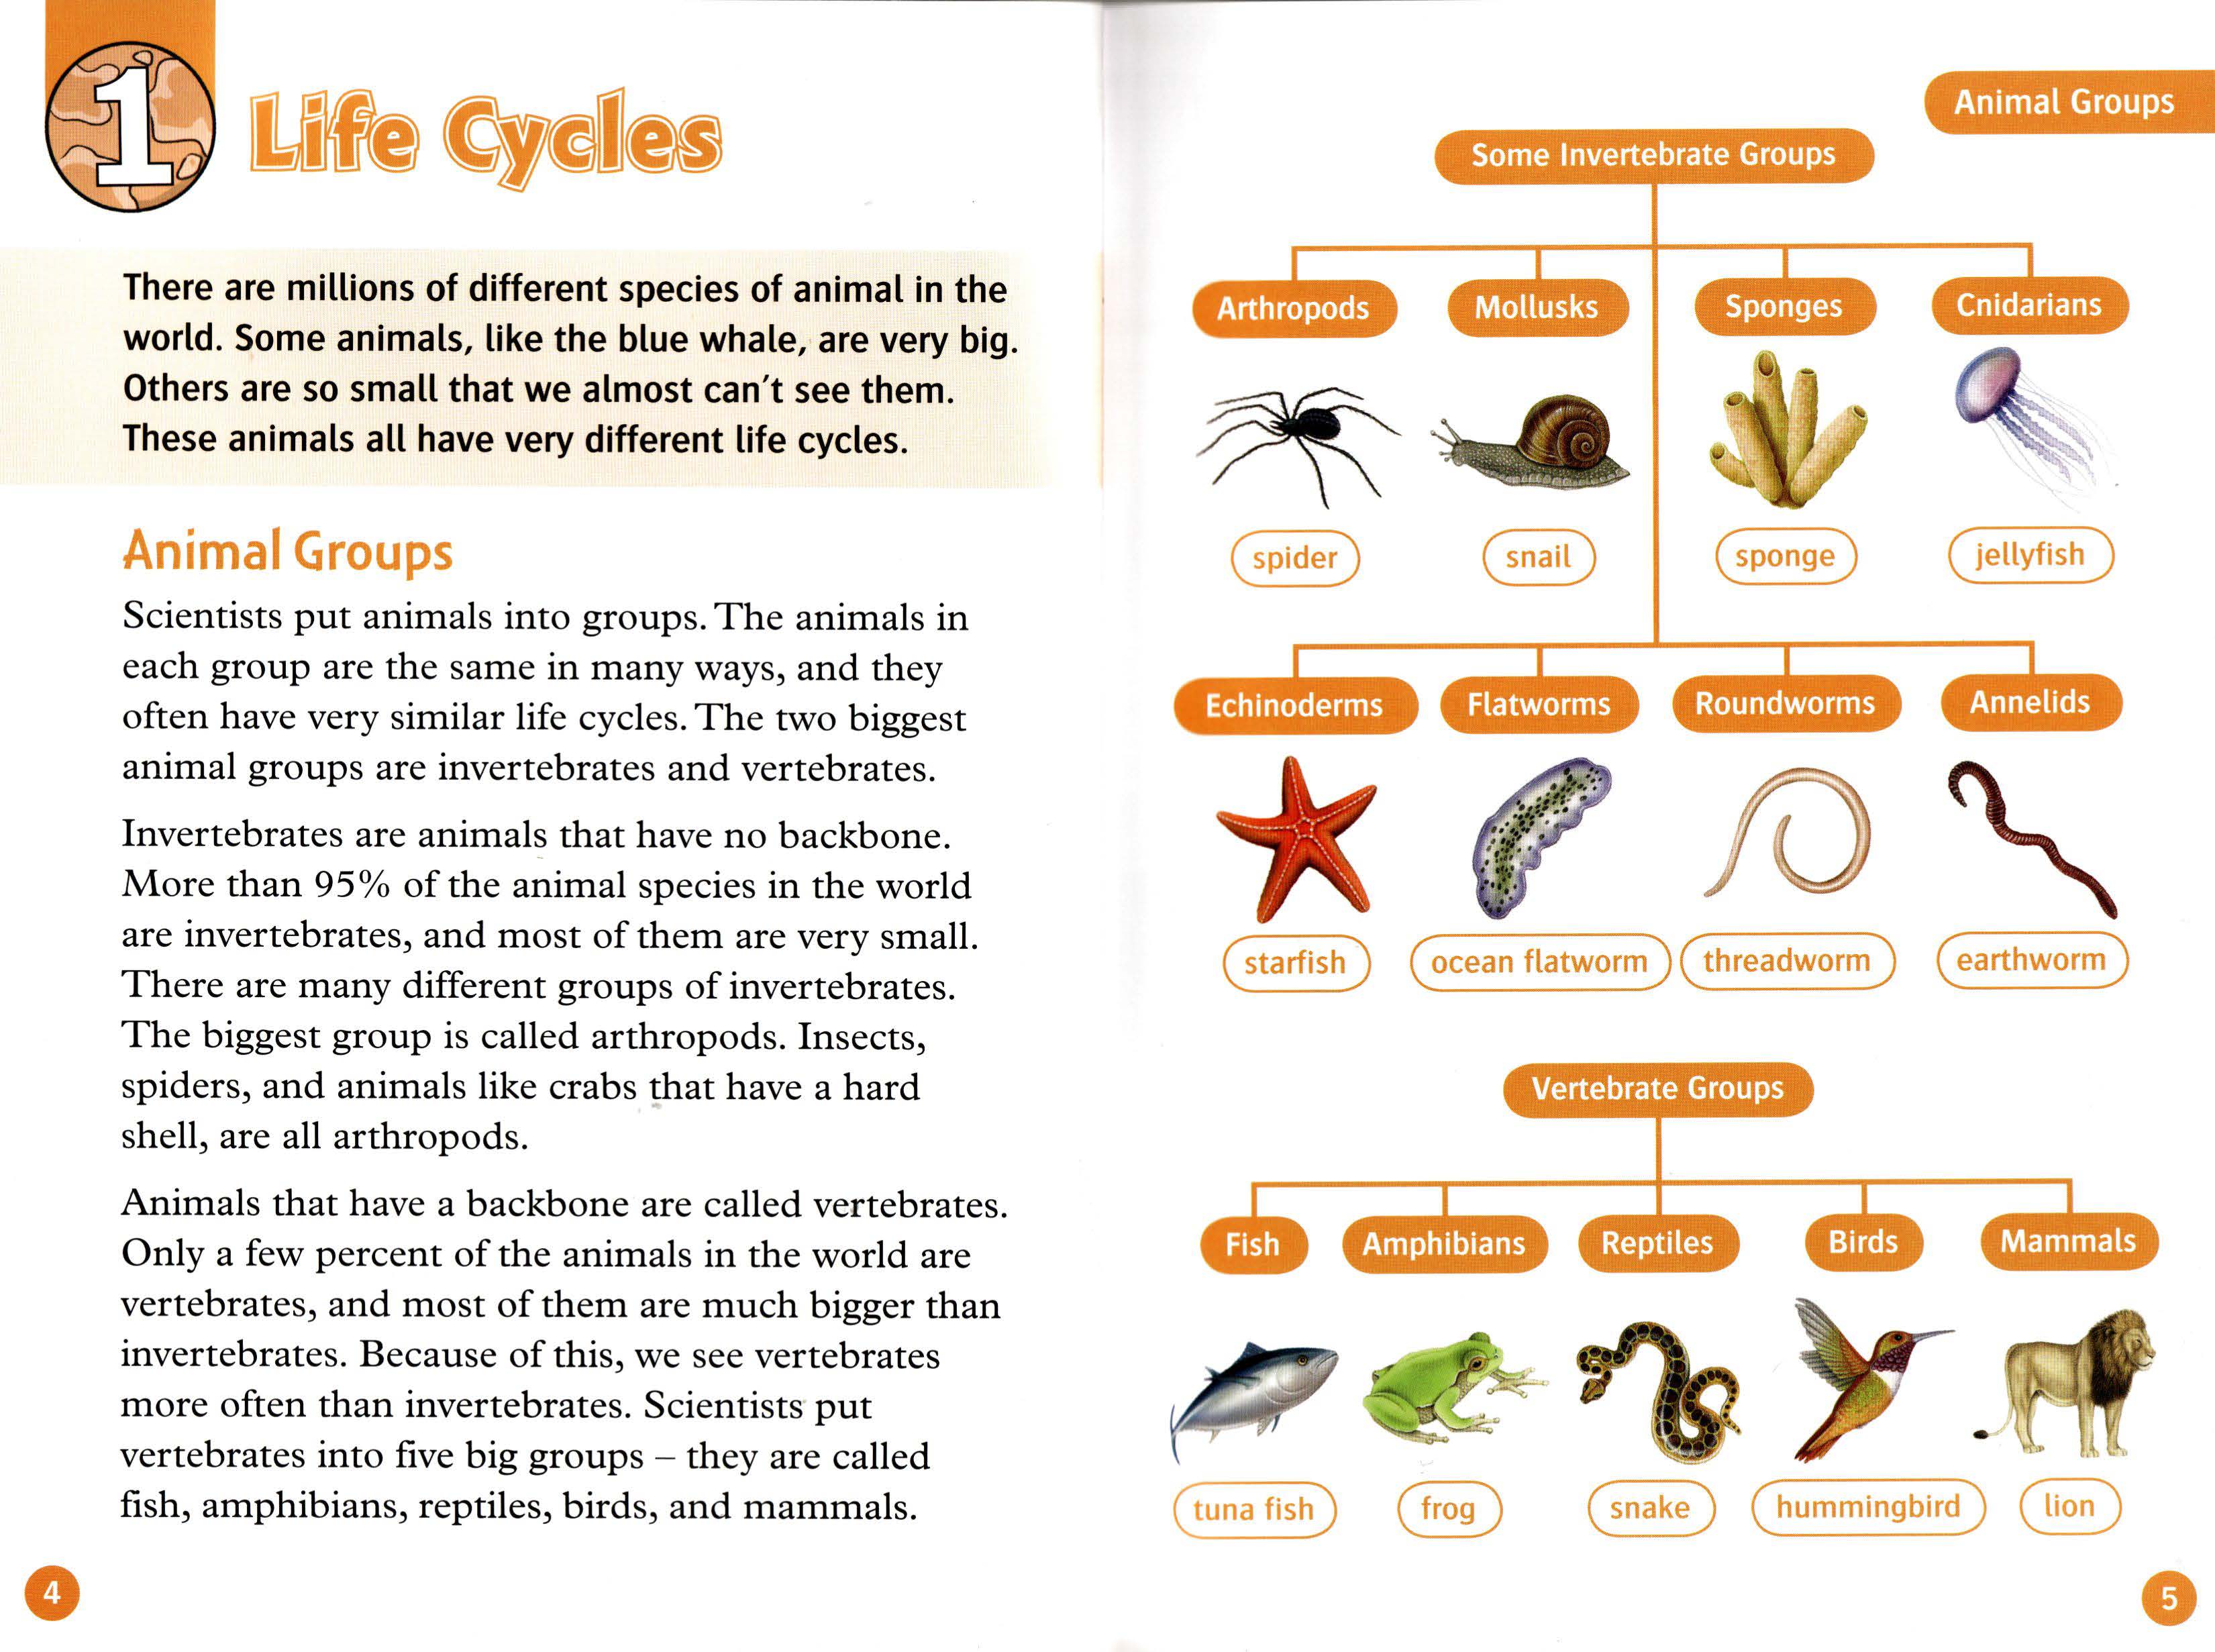 1
Life Cycles
There are millions of different species of animal in the
world. Some animals, like the blue whale, are very big.
Others are so small that we almost can't see them.
These animals all have very different life cycles.
Animal Groups
Scientists put animals into groups. The animals in
each group are the same in many ways, and they
often have very similar life cycles. The two biggest
animal groups are invertebrates and vertebrates.
Invertebrates are animals that have no backbone.
More than 95% of the animal species in the world
are invertebrates, and most of them are very small.
There are many different groups of invertebrates.
The biggest group is called arthropods. Insects,
spiders, and animals like crabs that have a hard
shell, are all arthropods.
Animals that have a backbone are called vertebrates.
Only a few percent of the animals in the world are
vertebrates, and most of them are much bigger than
invertebrates. Because of this, we see vertebrates
more often than invertebrates. Scientists put
vertebrates into five big groups – they are called
fish, amphibians, reptiles, birds, and mammals.
4
Animal Groups
Some Invertebrate Groups
Arthropods Mollusks Sponges Cnidarians
spider snail sponge jellyfish
Echinoderms Flatworms Roundworms Annelids
starfish ocean flatworm threadworm earthworm
Vertebrate Groups
Fish Amphibians Reptiles Birds Mammals
tuna fish frog snake hummingbird lion
5